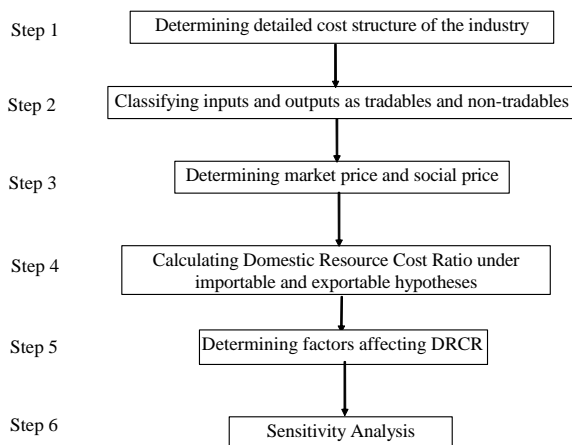 Step 1
Determining detailed cost structure of the industry
Step 2
Classifying inputs and outputs as tradables and non-tradables
Step 3
Determining market price and social price
Step 4
Calculating Domestic Resource Cost Ratio under
importable and exportable hypotheses
Step 5
Determining factors affecting DRCR
Step 6
Sensitivity Analysis